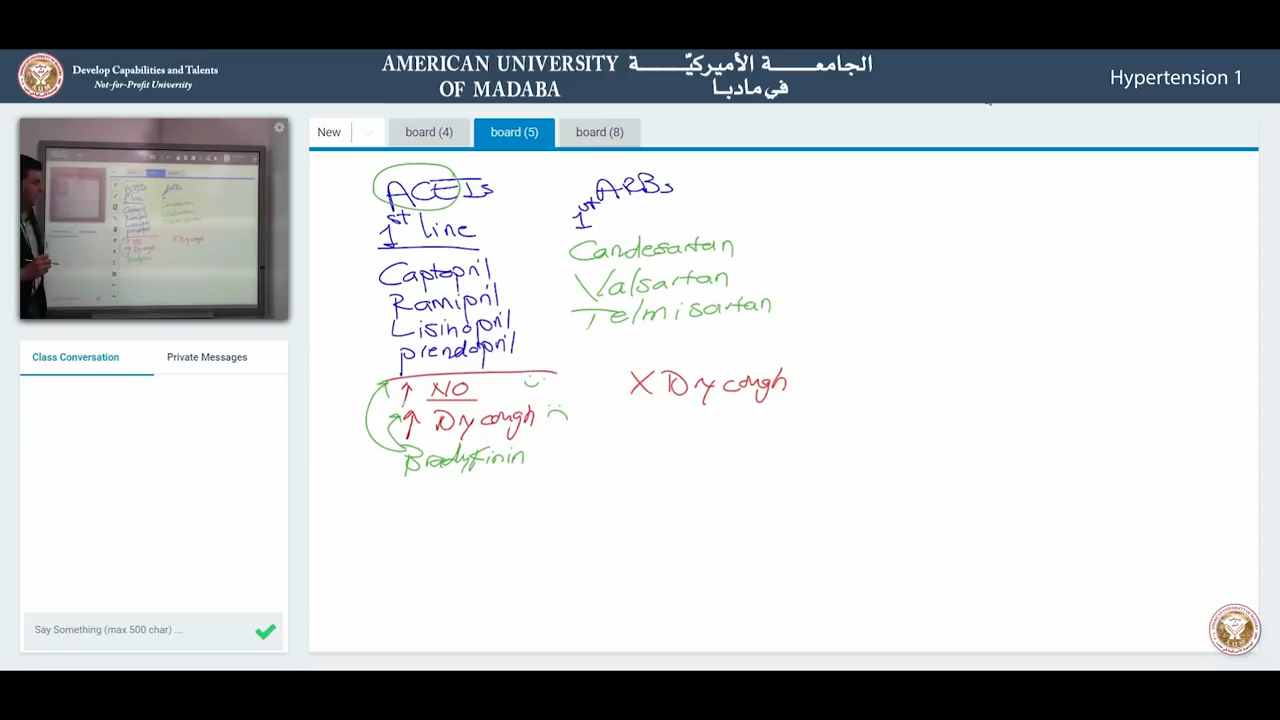 Develop Capabilities and Talents
Not-for-Profit University
AMERICAN UNIVERSITY
OF MADABA
الجامعة الأميركيّة
في مادبا
Hypertension 1
New
board (4)
board (5)
board (8)
ACEIs
1st line
Captopril
Ramipril
Lisinopril
prendopril
↑ NO
↑ Dry cough
Bradykinin
ARBs
1st
Candesartan
Valsartan
Telmisartan
X Dry cough
Class Conversation
Private Messages
Say Something (max 500 char) ...